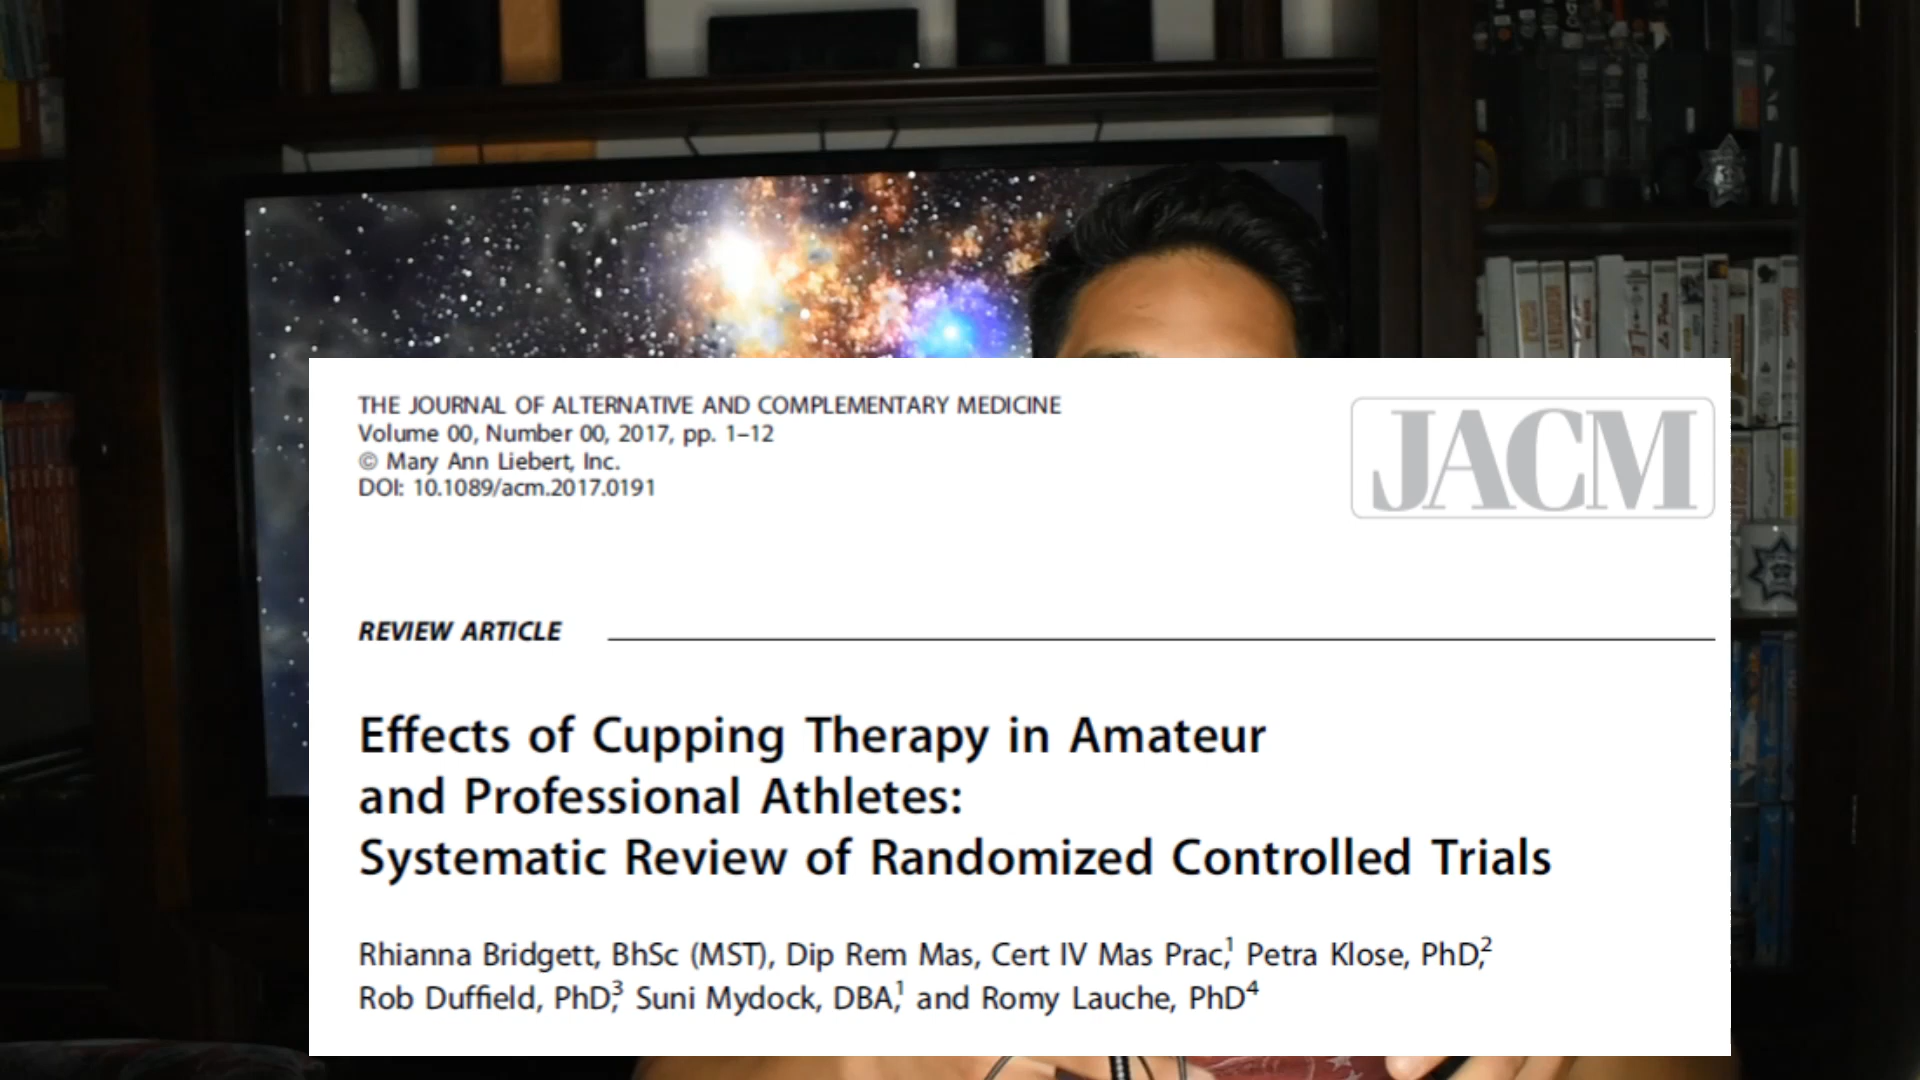 THE JOURNAL OF ALTERNATIVE AND COMPLEMENTARY MEDICINE
Volume 00, Number 00, 2017, pp. 1–12
© Mary Ann Liebert, Inc.
DOI: 10.1089/acm.2017.0191
JACM
REVIEW ARTICLE
Effects of Cupping Therapy in Amateur
and Professional Athletes:
Systematic Review of Randomized Controlled Trials
Rhianna Bridgett, BhSc (MST), Dip Rem Mas, Cert IV Mas Prac,1 Petra Klose, PhD,2
Rob Duffield, PhD,3 Suni Mydock, DBA,1 and Romy Lauche, PhD4